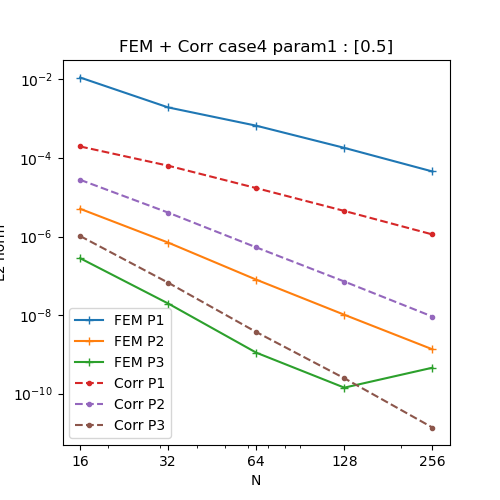 FEM + Corr case4 param1 : [0.5]
10⁻²
10⁻⁴
10⁻⁶
10⁻⁸
10⁻¹⁰
norm
FEM P1
FEM P2
FEM P3
Corr P1
Corr P2
Corr P3
16 32 64 128 256
N